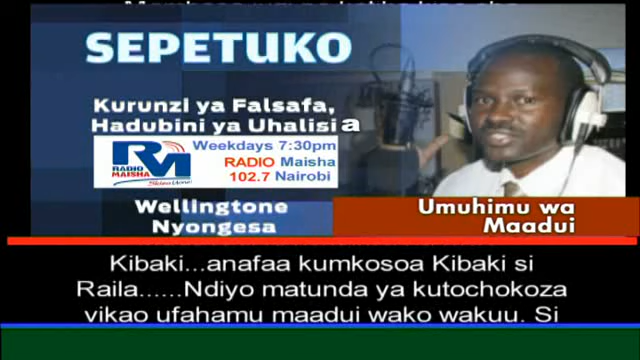 SEPETUKO
Kurunzi ya Falsafa,
Hadubini ya Uhalisia
RM
RADIO
MAISHA
Weekdays 7:30pm
RADIO Maisha
102.7 Nairobi
Wellingtone
Nyongesa
Umuhimu wa
Maadui
Kibaki...anafaa kumkosoa Kibaki si
Raila......Ndiyo matunda ya kutochokoza
vikao ufahamu maadui wako wakuu. Si